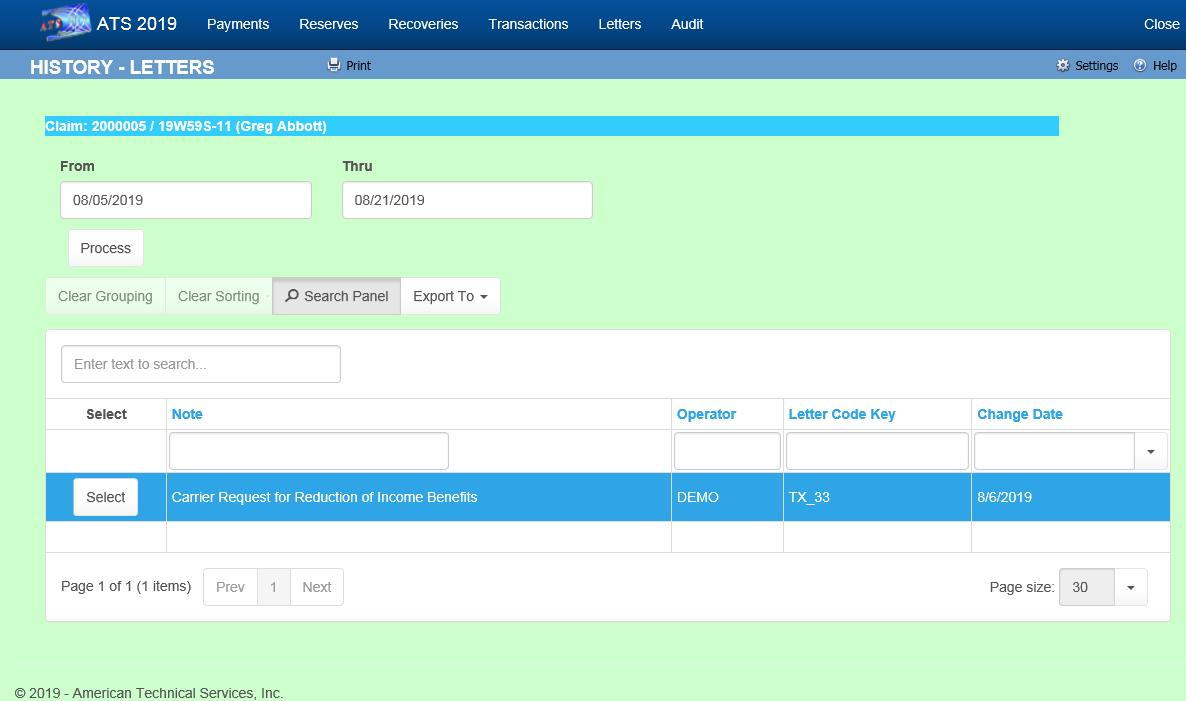 ATS 2019 Payments Reserves Recoveries Transactions Letters Audit Close
HISTORY - LETTERS Print Settings Help
Claim: 2000005 / 19W59S-11 (Greg Abbott)
From Thru
08/05/2019 08/21/2019
Process
Clear Grouping Clear Sorting Search Panel Export To
Enter text to search...
Select Note Operator Letter Code Key Change Date
Select Carrier Request for Reduction of Income Benefits DEMO TX_33 8/6/2019
Page 1 of 1 (1 items) Prev 1 Next Page size: 30
© 2019 - American Technical Services, Inc.